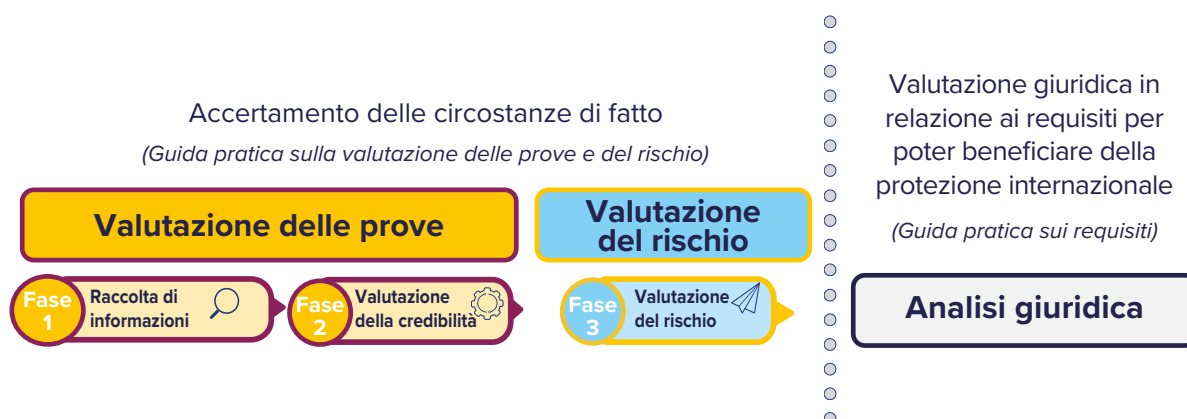 Accertamento delle circostanze di fatto
(Guida pratica sulla valutazione delle prove e del rischio)
Valutazione delle prove
Valutazione
del rischio
Fase
1
Raccolta di
informazioni
Fase
2
Valutazione
della credibilità
Fase
3
Valutazione
del rischio
Valutazione giuridica in
relazione ai requisiti per
poter beneficiare della
protezione internazionale
(Guida pratica sui requisiti)
Analisi giuridica